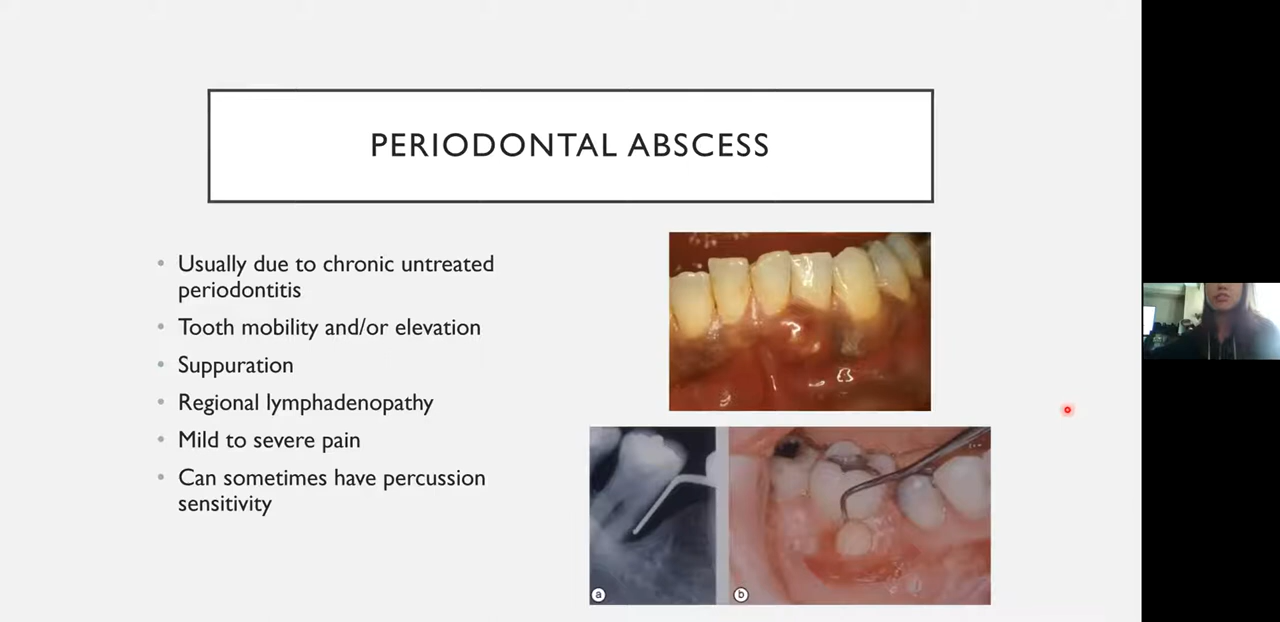 PERIODONTAL ABSCESS
• Usually due to chronic untreated
periodontitis
• Tooth mobility and/or elevation
• Suppuration
• Regional lymphadenopathy
• Mild to severe pain
• Can sometimes have percussion
sensitivity
a
b